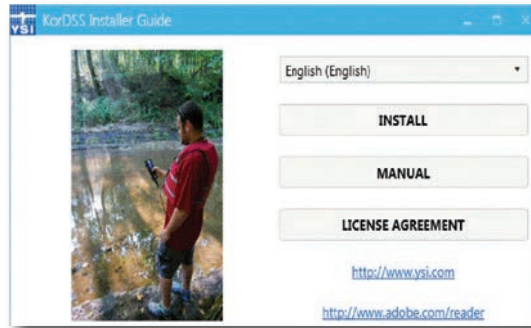 YSI
KorDSS Installer Guide
English (English)
INSTALL
MANUAL
LICENSE AGREEMENT
http://www.ysi.com
http://www.adobe.com/reader